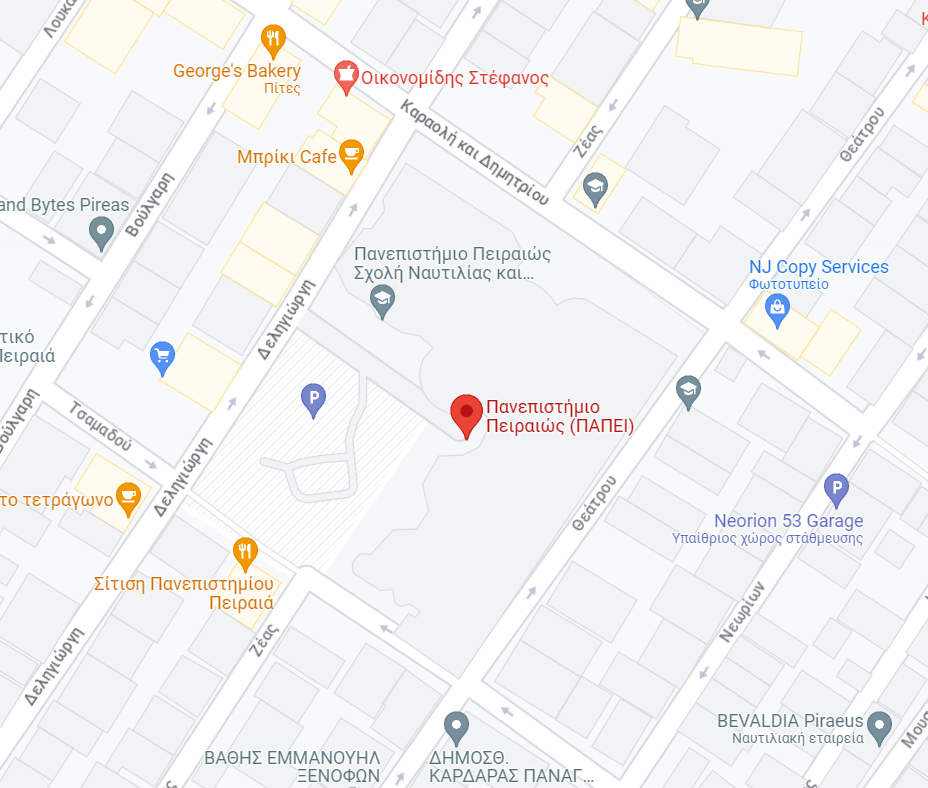 Λουκα
George's Bakery
Πίτες
Οικονομίδης Στέφανος
Καραολή και Δημητρίου
Ζέας
Θεάτρου
Μπρίκι Cafe
and Bytes Pireas
Βούλγαρη
Πανεπιστήμιο Πειραιώς
Σχολή Ναυτιλίας και...
NJ Copy Services
Φωτοτυπείο
Δεληγιώργη
τικό
Πειραιά
P
Πανεπιστήμιο
Πειραιώς (ΠΑΠΕΙ)
Βούλγαρη
Τσαμαδού
Δεληγιώργη
το τετράγωνο
Θεάτρου
P
Neorion 53 Garage
Υπαίθριος χώρος στάθμευσης
Σίτιση Πανεπιστημίου
Πειραιά
Ζέας
Νεωρίων
Δεληγιώργη
BEVALDIA Piraeus
Ναυτιλιακή εταιρεία
Μουσ
ΒΑΘΗΣ ΕΜΜΑΝΟΥΗΛ
ΞΕΝΟΦΩΝ
ΔΗΜΟΣΘ.
ΚΑΡΔΑΡΑΣ ΠΑΝΑΓ...